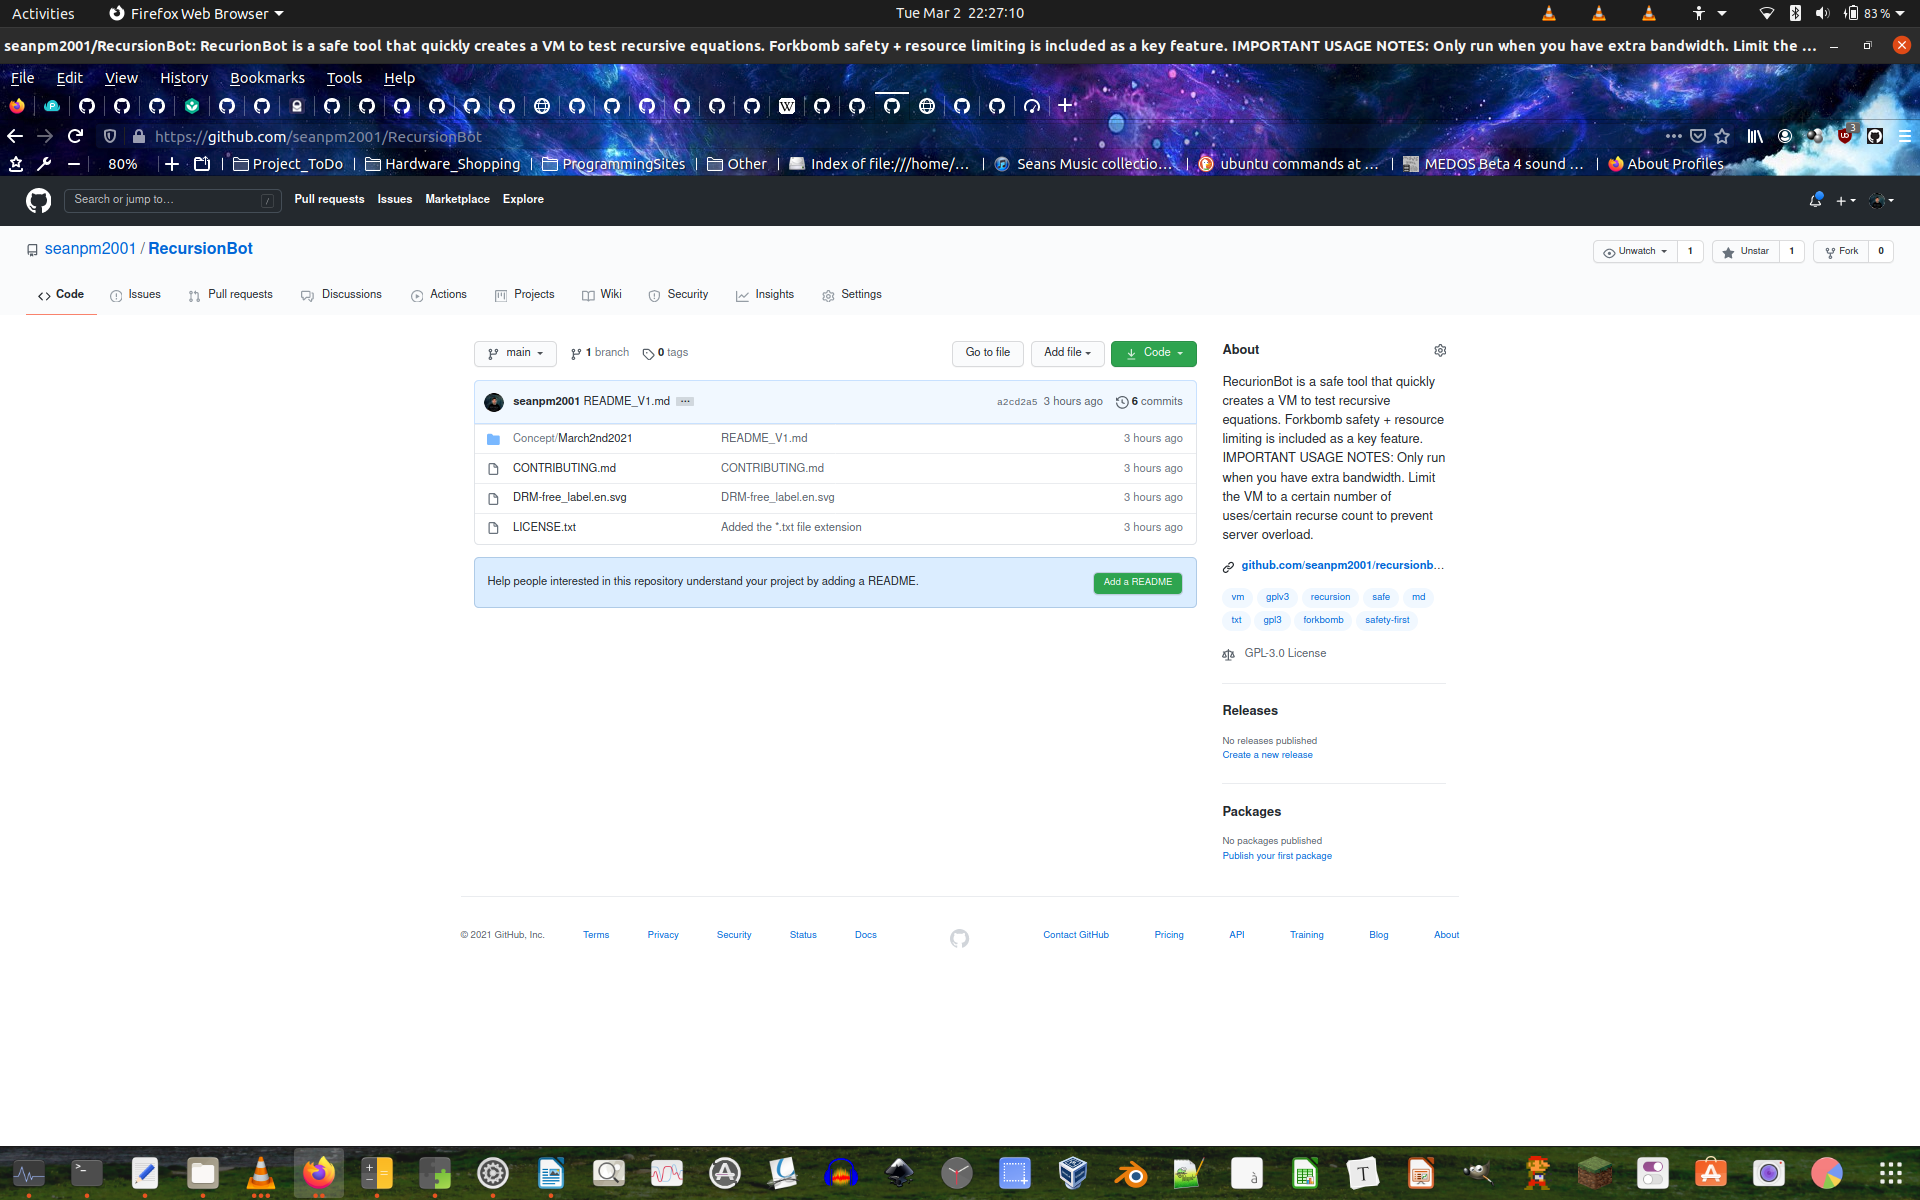 Activities Firefox Web Browser Tue Mar 2 22:27:10 83 %
seanpm2001/RecursionBot: RecurionBot is a safe tool that quickly creates a VM to test recursive equations. Forkbomb safety + resource limiting is included as a key feature. IMPORTANT USAGE NOTES: Only run when you have extra bandwidth. Limit the ...
File Edit View History Bookmarks Tools Help
https://github.com/seanpm2001/RecursionBot 3
80% Project_ToDo Hardware_Shopping ProgrammingSites Other Index of file:///home/... Seans Music collectio... ubuntu commands at ... MEDOS Beta 4 sound ... About Profiles
Search or jump to... / Pull requests Issues Marketplace Explore
seanpm2001 / RecursionBot Unwatch 1 Unstar 1 Fork 0
Code Issues Pull requests Discussions Actions Projects Wiki Security Insights Settings
main 1 branch 0 tags Go to file Add file Code
seanpm2001 README_V1.md ... a2cd2a5 3 hours ago 6 commits
Concept/March2nd2021 README_V1.md 3 hours ago
CONTRIBUTING.md CONTRIBUTING.md 3 hours ago
DRM-free_label.en.svg DRM-free_label.en.svg 3 hours ago
LICENSE.txt Added the *.txt file extension 3 hours ago
Help people interested in this repository understand your project by adding a README. Add a README
About
RecurionBot is a safe tool that quickly
creates a VM to test recursive
equations. Forkbomb safety + resource
limiting is included as a key feature.
IMPORTANT USAGE NOTES: Only run
when you have extra bandwidth. Limit
the VM to a certain number of
uses/certain recurse count to prevent
server overload.
github.com/seanpm2001/recursionb...
vm gplv3 recursion safe md
txt gpl3 forkbomb safety-first
GPL-3.0 License
Releases
No releases published
Create a new release
Packages
No packages published
Publish your first package
© 2021 GitHub, Inc. Terms Privacy Security Status Docs Contact GitHub Pricing API Training Blog About